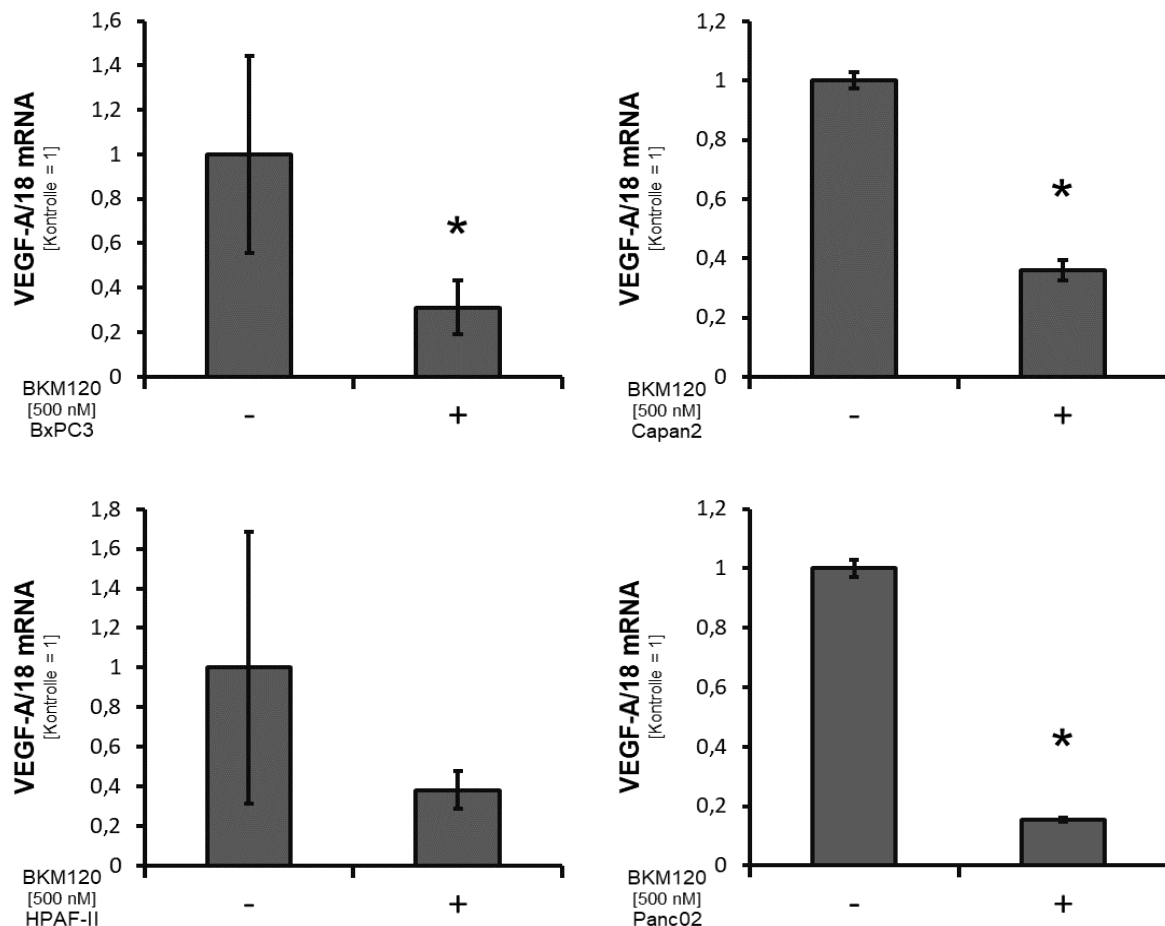 VEGF-A/18 mRNA
[Kontrolle = 1]
1,6
1,4
1,2
1
0,8
0,6
0,4
0,2
0
*
BKM120
[500 nM]
BxPC3
- +
VEGF-A/18 mRNA
[Kontrolle = 1]
1,2
1
0,8
0,6
0,4
0,2
0
*
BKM120
[500 nM]
Capan2
- +
VEGF-A/18 mRNA
[Kontrolle = 1]
1,8
1,6
1,4
1,2
1
0,8
0,6
0,4
0,2
0
BKM120
[500 nM]
HPAF-II
- +
VEGF-A/18 mRNA
[Kontrolle = 1]
1,2
1
0,8
0,6
0,4
0,2
0
*
BKM120
[500 nM]
Panc02
- +